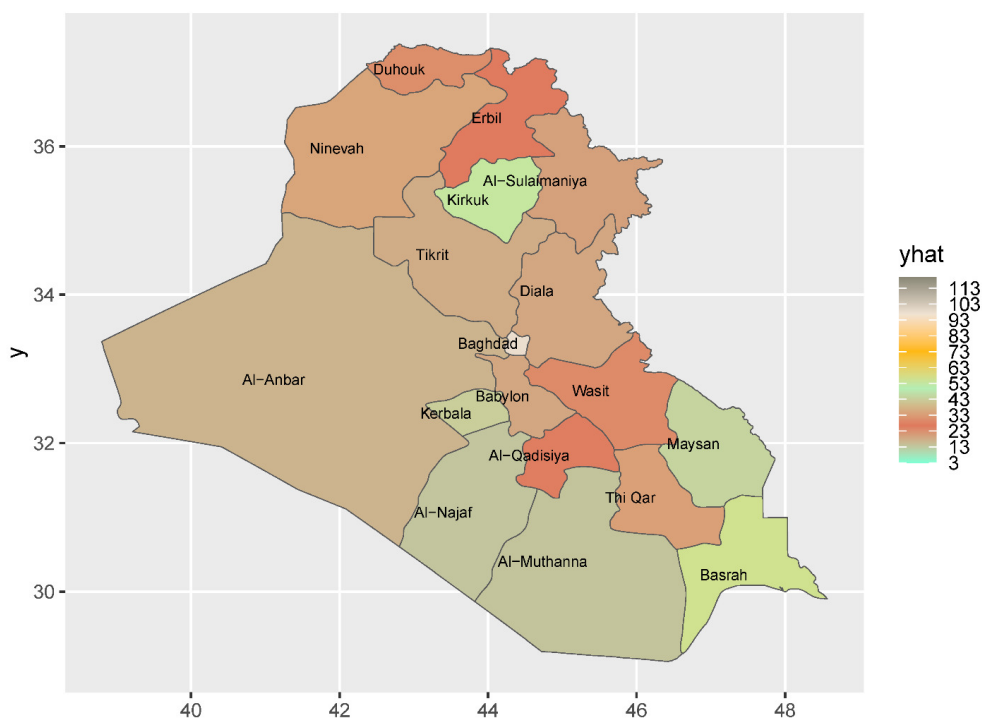 Duhouk
Erbil
Ninevah
Al−Sulaimaniya
Kirkuk
Tikrit
Diala
Baghdad
Al−Anbar
Wasit
Babylon
Kerbala
Maysan
Al−Qadisiya
Thi Qar
Al−Najaf
Al−Muthanna
Basrah
36
34
32
30
y
40
42
44
46
48
yhat
113
103
93
83
73
63
53
43
33
23
13
3